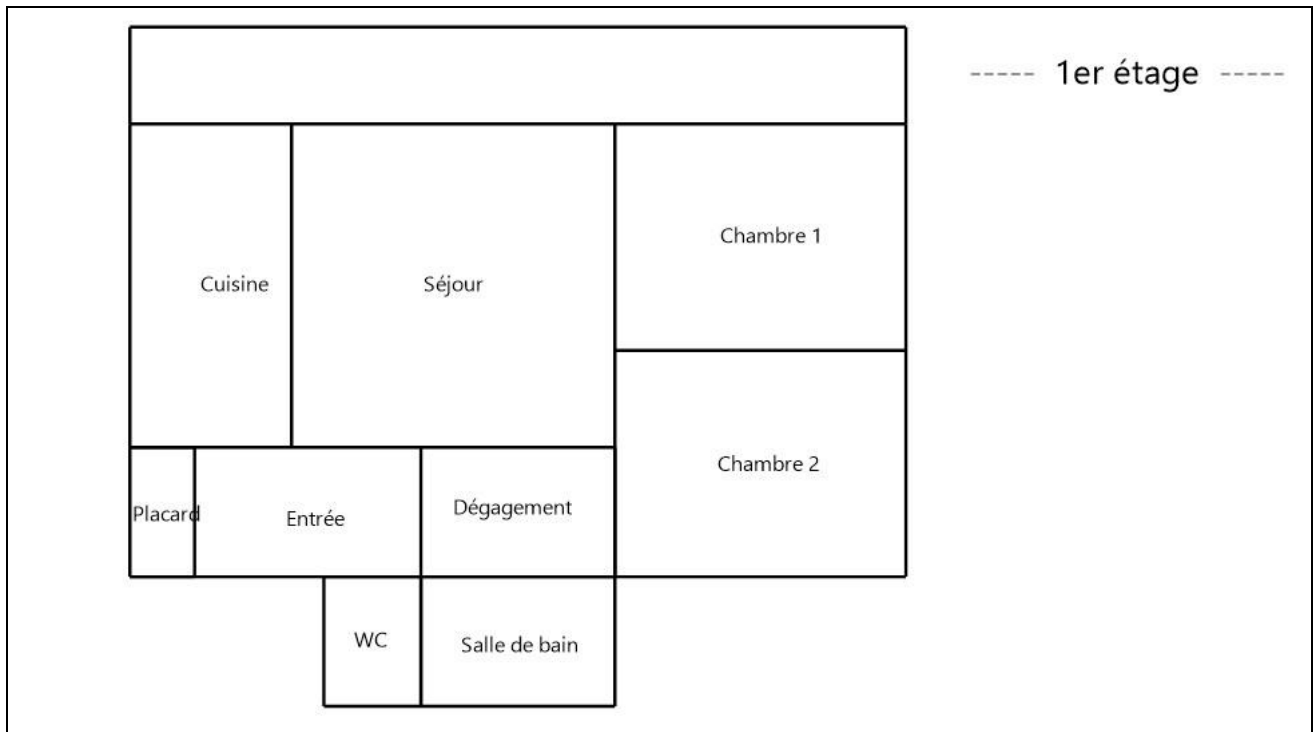 ----- 1er étage -----
Chambre 1
Cuisine
Séjour
Chambre 2
Placard
Entrée
Dégagement
WC
Salle de bain